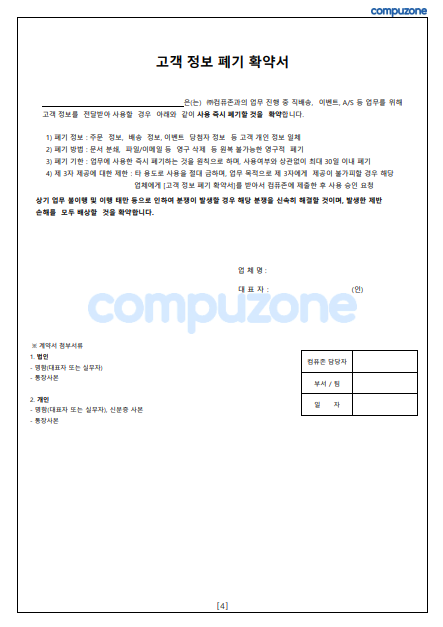 compuzone
고객 정보 폐기 확약서
은(는) ㈜컴퓨존과의 업무 진행 중 직배송, 이벤트, A/S 등 업무를 위해
고객 정보를 전달받아 사용할 경우 아래와 같이 사용 즉시 폐기할 것을 확약합니다.
1) 폐기 정보 : 주문 정보, 배송 정보, 이벤트 당첨자 정보 등 고객 개인 정보 일체
2) 폐기 방법 : 문서 분쇄, 파일/이메일 등 영구 삭제 등 원복 불가능한 영구적 폐기
3) 폐기 기한 : 업무에 사용한 즉시 폐기하는 것을 원칙으로 하며, 사용여부와 상관없이 최대 30일 이내 폐기
4) 제 3자 제공에 대한 제한 : 타 용도로 사용을 절대 금하며, 업무 목적으로 제 3자에게 제공이 불가피할 경우 해당
업체에게 [고객 정보 폐기 확약서]를 받아서 컴퓨존에 제출한 후 사용 승인 요청
상기 업무 불이행 및 이행 태만 등으로 인하여 분쟁이 발생할 경우 해당 분쟁을 신속히 해결할 것이며, 발생한 제반
손해를 모두 배상할 것을 확약합니다.
업 체 명 :
대 표 자 : (인)
compuzone
※ 계약서 첨부서류
1. 법인
- 명함(대표자 또는 실무자)
- 통장사본
2. 개인
- 명함(대표자 또는 실무자), 신분증 사본
- 통장사본
컴퓨존 담당자
부서 / 팀
일 자
[4]